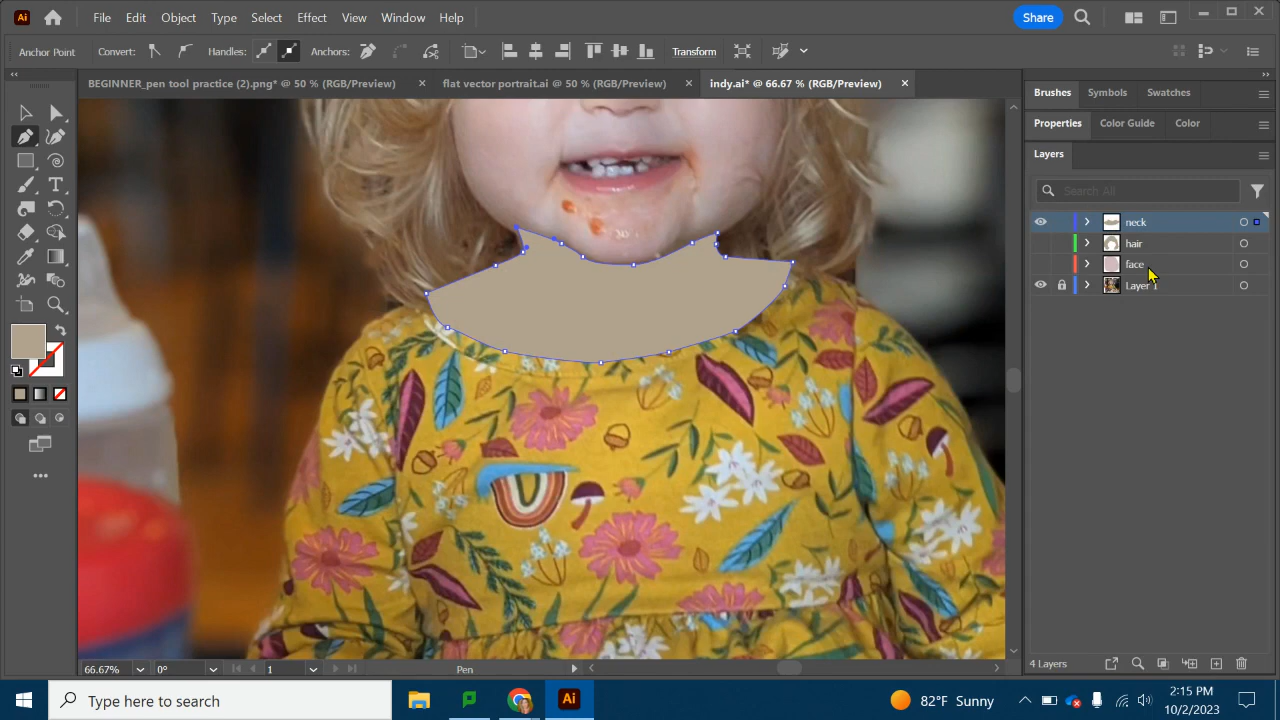 Ai File Edit Object Type Select Effect View Window Help Share
Anchor Point Convert: Handles: Anchors: Transform
BEGINNER_pen tool practice (2).png* @ 50 % (RGB/Preview) flat vector portrait.ai @ 50 % (RGB/Preview) indy.ai* @ 66.67 % (RGB/Preview)
Brushes Symbols Swatches
Properties Color Guide Color
Layers
Search All
neck
hair
face
Layer 1
66.67% 0° 1 Pen 4 Layers
Type here to search Ai 82°F Sunny 2:15 PM
10/2/2023